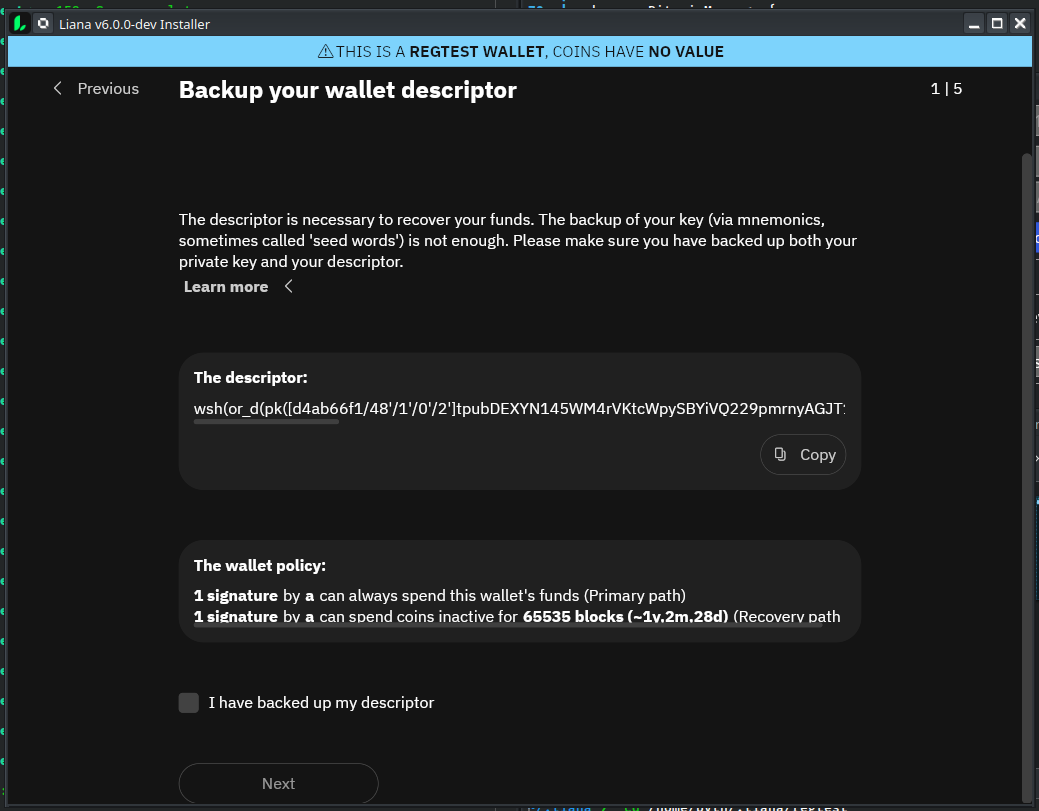 Liana v6.0.0-dev Installer
⚠THIS IS A REGTEST WALLET, COINS HAVE NO VALUE
Previous
Backup your wallet descriptor
1 | 5
The descriptor is necessary to recover your funds. The backup of your key (via mnemonics,
sometimes called 'seed words') is not enough. Please make sure you have backed up both your
private key and your descriptor.
Learn more
The descriptor:
wsh(or_d(pk([d4ab66f1/48'/1'/0'/2']tpubDEXYN145WM4rVKtcWpySBYiVQ229pmrnyAGJT
Copy
The wallet policy:
1 signature by a can always spend this wallet's funds (Primary path)
1 signature by a can spend coins inactive for 65535 blocks (~1y,2m,28d) (Recovery path
I have backed up my descriptor
Next